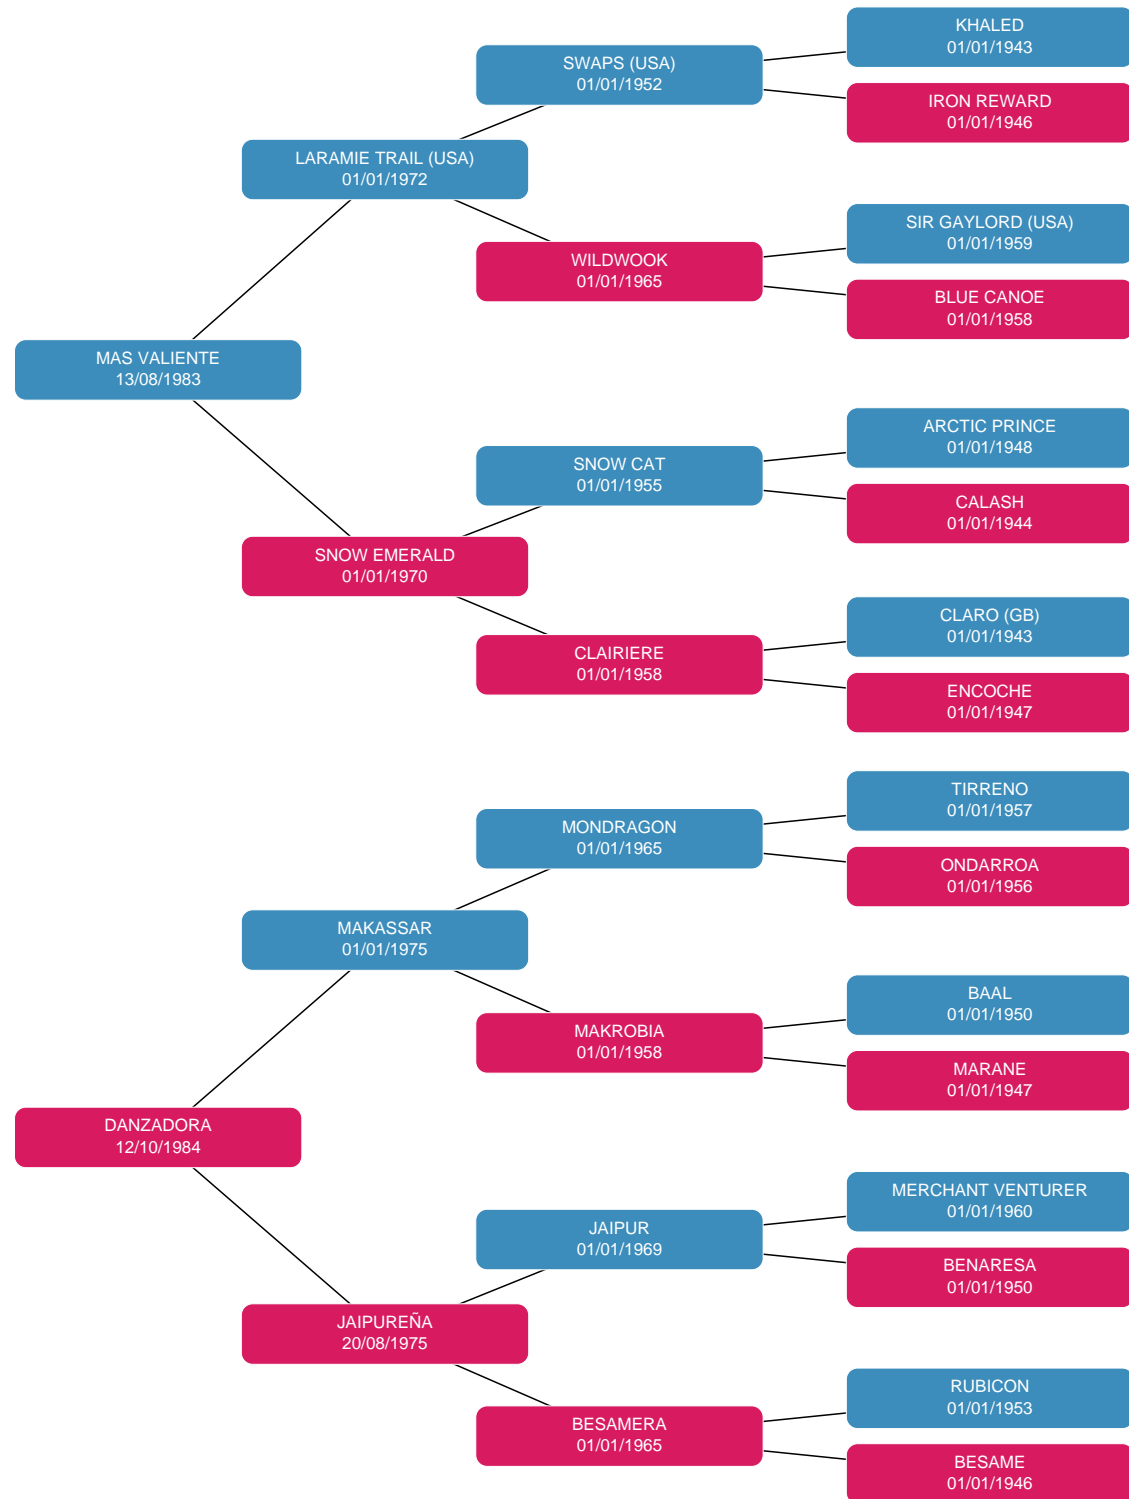 KHALED
01/01/1943
SWAPS (USA)
01/01/1952
IRON REWARD
01/01/1946
LARAMIE TRAIL (USA)
01/01/1972
SIR GAYLORD (USA)
01/01/1959
WILDWOOK
01/01/1965
BLUE CANOE
01/01/1958
MAS VALIENTE
13/08/1983
ARCTIC PRINCE
01/01/1948
SNOW CAT
01/01/1955
CALASH
01/01/1944
SNOW EMERALD
01/01/1970
CLARO (GB)
01/01/1943
CLAIRIERE
01/01/1958
ENCOCHE
01/01/1947
TIRRENO
01/01/1957
MONDRAGON
01/01/1965
ONDARROA
01/01/1956
MAKASSAR
01/01/1975
BAAL
01/01/1950
MAKROBIA
01/01/1958
MARANE
01/01/1947
DANZADORA
12/10/1984
MERCHANT VENTURER
01/01/1960
JAIPUR
01/01/1969
BENARESA
01/01/1950
JAIPUREÑA
20/08/1975
RUBICON
01/01/1953
BESAMERA
01/01/1965
BESAME
01/01/1946